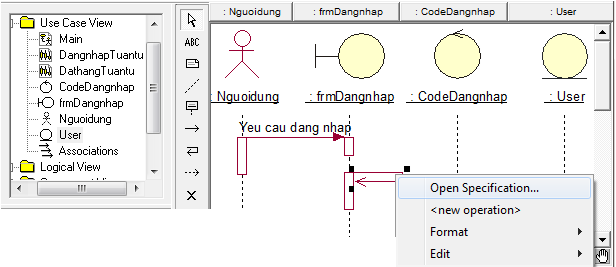 Use Case View
Main
DangnhapTuantu
DathangTuantu
CodeDangnhap
frmDangnhap
Nguoidung
User
Associations
Logical View
ABC
: Nguoidung : frmDangnhap : CodeDangnhap : User
: Nguoidung : frmDangnhap : CodeDangnhap : User
Yeu cau dang nhap
Open Specification...
<new operation>
Format
Edit